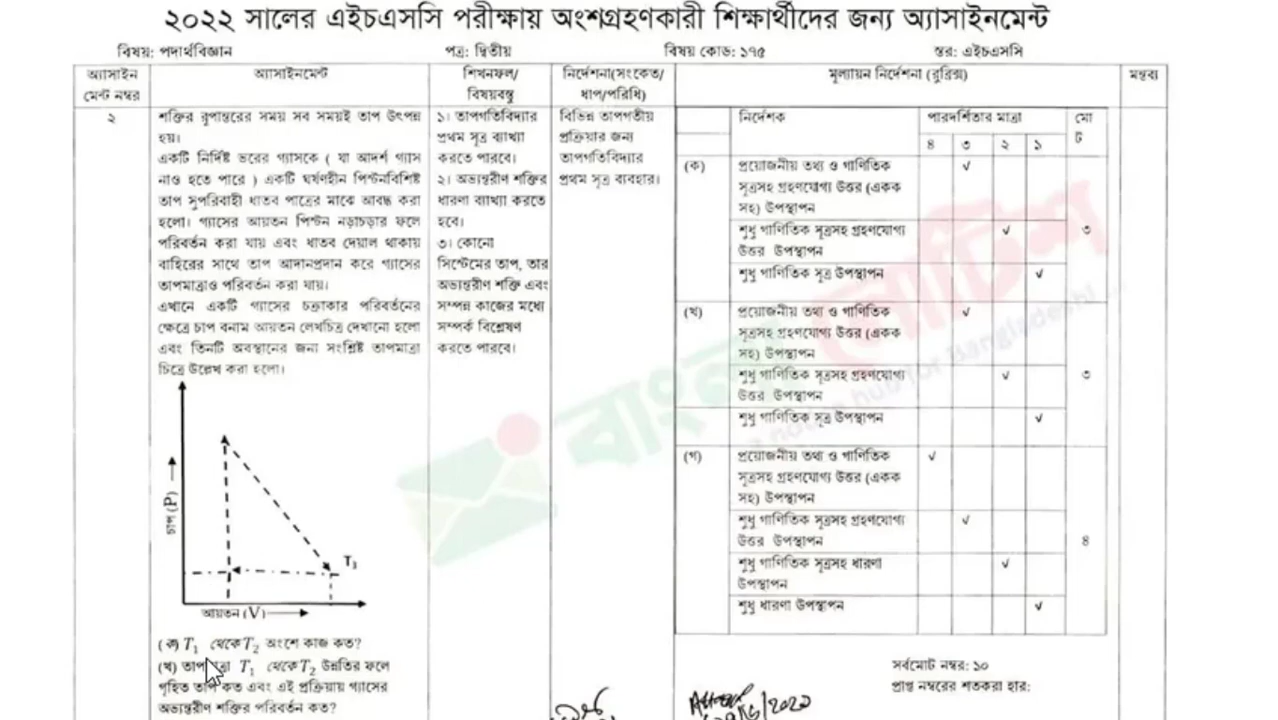 ২০২২ সালের এইচএসসি পরীক্ষায় অংশগ্রহণকারী শিক্ষার্থীদের জন্য অ্যাসাইনমেন্ট
বিষয়: পদার্থবিজ্ঞান পত্র: দ্বিতীয় বিষয় কোড: ১৭৫ স্তর: এইচএসসি
অ্যাসাইন
মেন্ট নম্বর
অ্যাসাইনমেন্ট
শিখনফল/
বিষয়বস্তু
নির্দেশনা(সংকেত/
ধাপ/পরিধি)
মূল্যায়ন নির্দেশনা (রুব্রিক্স)
মন্তব্য
২
শক্তির রূপান্তরের সময় সব সময়ই তাপ উৎপন্ন
হয়।
একটি নির্দিষ্ট ভরের গ্যাসকে ( যা আদর্শ গ্যাস
নাও হতে পারে ) একটি ঘর্ষণহীন পিস্টনবিশিষ্ট
তাপ সুপরিবাহী ধাতব পাত্রের মাঝে আবদ্ধ করা
হলো। গ্যাসের আয়তন পিস্টন নড়াচড়ার ফলে
পরিবর্তন করা যায় এবং ধাতব দেয়াল থাকায়
বাহিরের সাথে তাপ আদানপ্রদান করে গ্যাসের
তাপমাত্রাও পরিবর্তন করা যায়।
এখানে একটি গ্যাসের চক্রাকার পরিবর্তনের
ক্ষেত্রে চাপ বনাম আয়তন লেখচিত্র দেখানো হলো
এবং তিনটি অবস্থানের জন্য সংশ্লিষ্ট তাপমাত্রা
চিত্রে উল্লেখ করা হলো।
চাপ (P)
T₃
আয়তন (V)
(ক) T₁ থেকে T₂ অংশে কাজ কত?
(খ) তাপমাত্রা T₁ থেকে T₂ উন্নতির ফলে
গৃহিত তাপ কত এবং এই প্রক্রিয়ায় গ্যাসের
অভ্যন্তরীণ শক্তির পরিবর্তন কত?
১। তাপগতিবিদ্যার
প্রথম সূত্র ব্যাখ্যা
করতে পারবে।
২। অভ্যন্তরীণ শক্তির
ধারণা ব্যাখ্যা করতে
হবে।
৩। কোনো
সিস্টেমের তাপ, তার
অভ্যন্তরীণ শক্তি এবং
সম্পন্ন কাজের মধ্যে
সম্পর্ক বিশ্লেষণ
করতে পারবে।
বিভিন্ন তাপগতীয়
প্রক্রিয়ার জন্য
তাপগতিবিদ্যার
প্রথম সূত্র ব্যবহার।
নির্দেশক পারদর্শিতার মাত্রা মো
ট
৪ ৩ ২ ১
(ক) প্রয়োজনীয় তথ্য ও গাণিতিক √
সূত্রসহ গ্রহণযোগ্য উত্তর (একক
সহ) উপস্থাপন
শুধু গাণিতিক সূত্রসহ গ্রহণযোগ্য √ ৩
উত্তর উপস্থাপন
শুধু গাণিতিক সূত্র উপস্থাপন √
(খ) প্রয়োজনীয় তথ্য ও গাণিতিক √
সূত্রসহ গ্রহণযোগ্য উত্তর (একক
সহ) উপস্থাপন
শুধু গাণিতিক সূত্রসহ গ্রহণযোগ্য √ ৩
উত্তর উপস্থাপন
শুধু গাণিতিক সূত্র উপস্থাপন √
(গ) প্রয়োজনীয় তথ্য ও গাণিতিক √
সূত্রসহ গ্রহণযোগ্য উত্তর (একক
সহ) উপস্থাপন
শুধু গাণিতিক সূত্রসহ গ্রহণযোগ্য √
উত্তর উপস্থাপন ৪
শুধু গাণিতিক সূত্রসহ ধারণা √
উপস্থাপন
শুধু ধারণা উপস্থাপন √
সর্বমোট নম্বর: ১০
প্রাপ্ত নম্বরের শতকরা হার:
বাংলা নোটিশ
hub for Bangladeshi ...